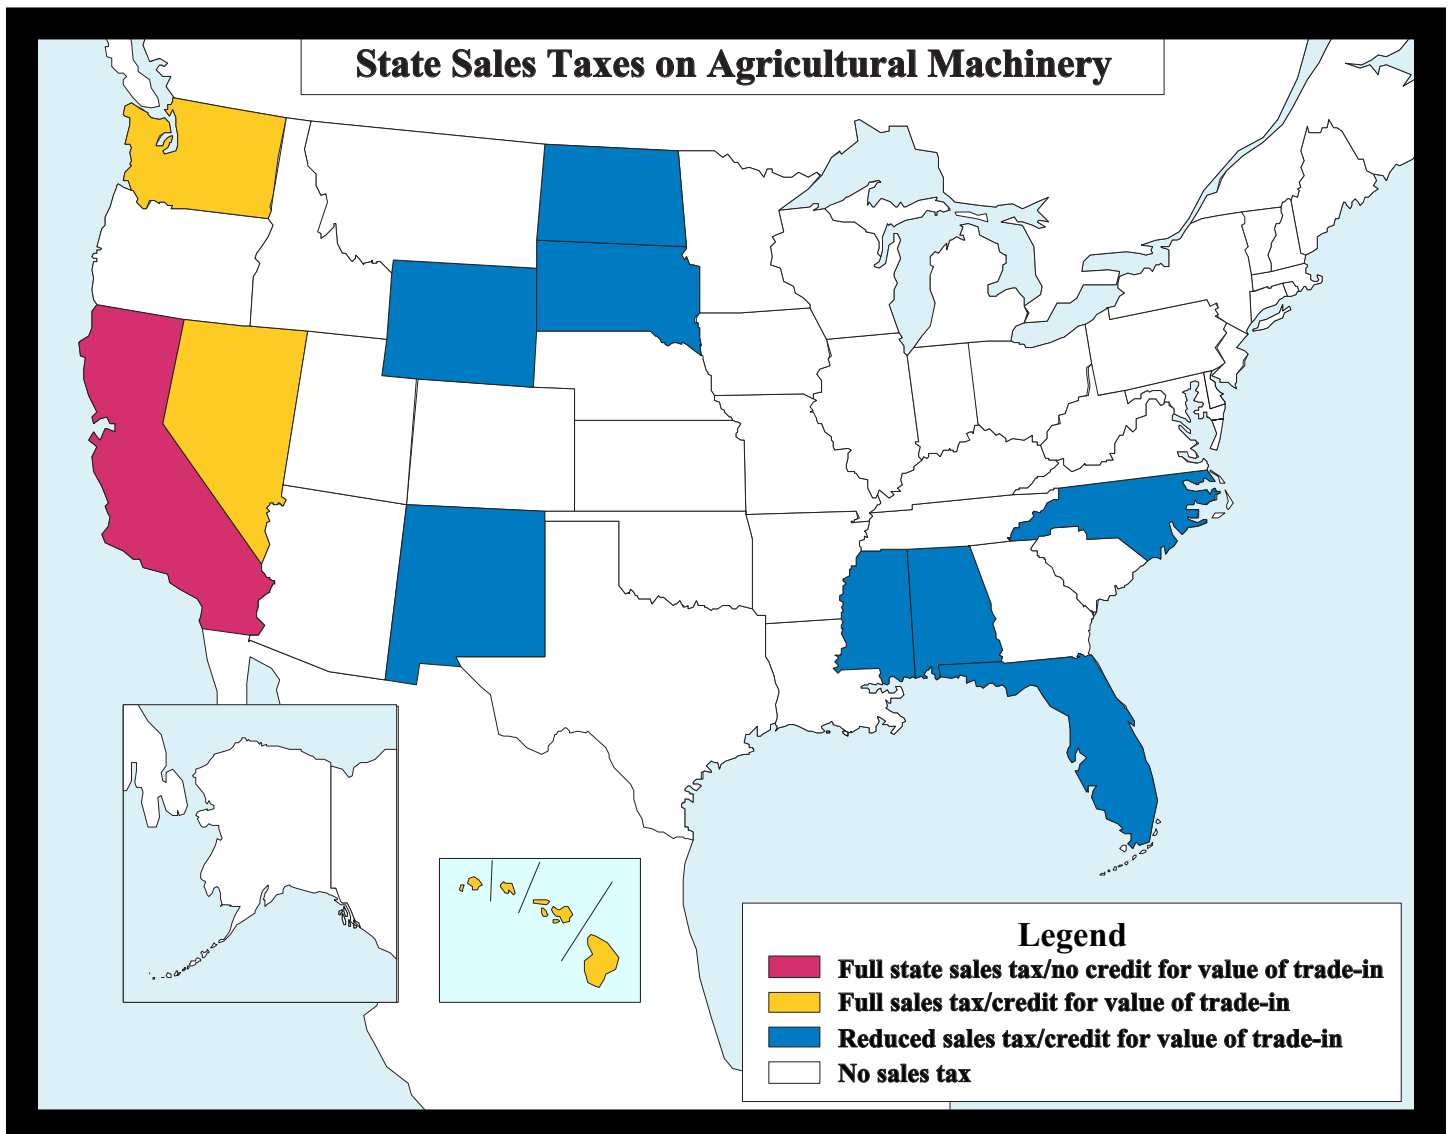 State Sales Taxes on Agricultural Machinery
Legend
Full state sales tax/no credit for value of trade-in
Full sales tax/credit for value of trade-in
Reduced sales tax/credit for value of trade-in
No sales tax